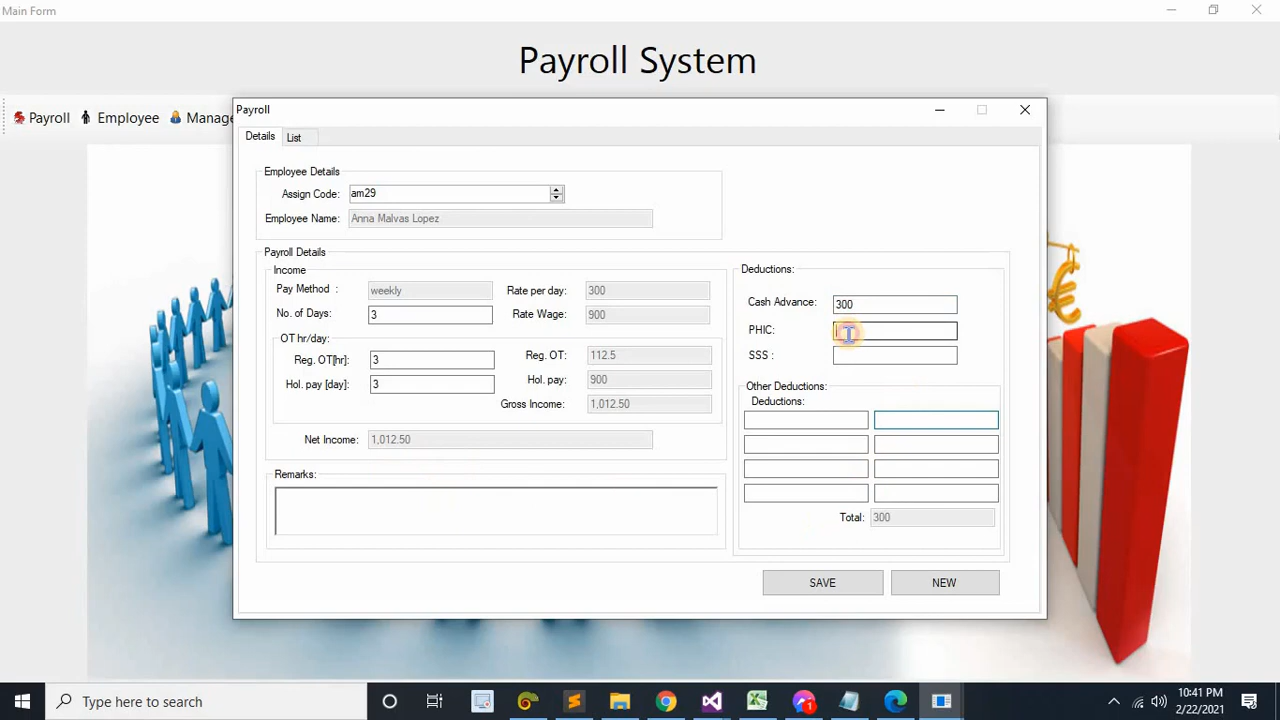 Main Form
Payroll System
Payroll Employee Manage
Payroll
Details List
Employee Details
Assign Code: am29
Employee Name: Anna Malvas Lopez
Payroll Details
Income
Pay Method : weekly Rate per day: 300
No. of Days: 3 Rate Wage: 900
OT hr/day:
Reg. OT[hr]: 3 Reg. OT: 112.5
Hol. pay [day]: 3 Hol. pay: 900
Gross Income: 1,012.50
Net Income: 1,012.50
Remarks:
Deductions:
Cash Advance: 300
PHIC:
SSS :
Other Deductions:
Deductions:
Total: 300
SAVE NEW
Type here to search
1
10:41 PM
2/22/2021